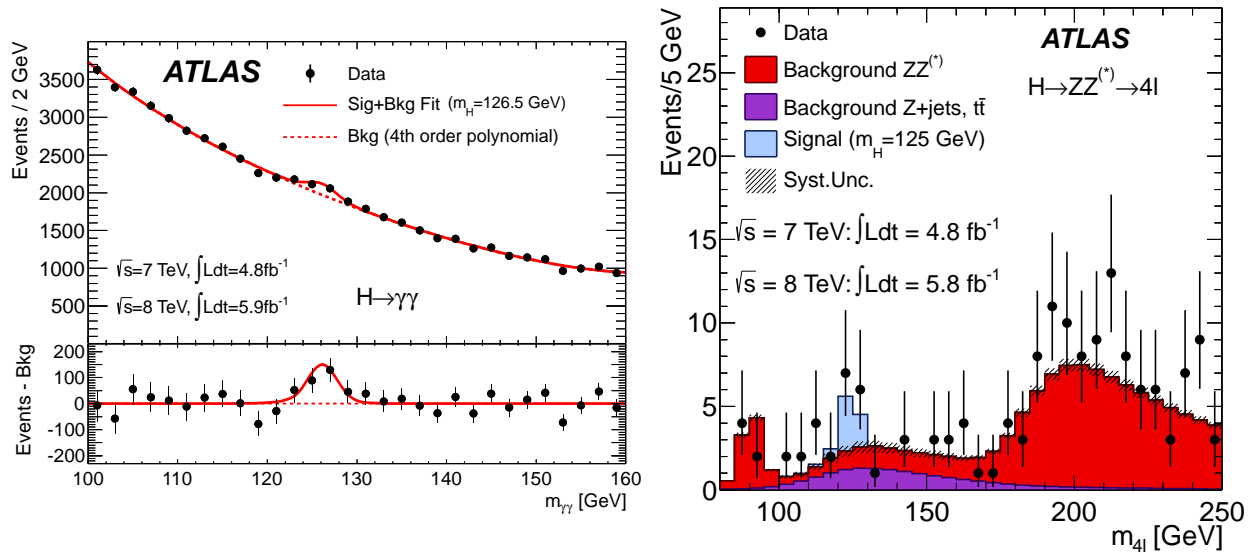 ATLAS
Data
Sig+Bkg Fit (m_H=126.5 GeV)
Bkg (4th order polynomial)
√s=7 TeV, ∫Ldt=4.8fb⁻¹
√s=8 TeV, ∫Ldt=5.9fb⁻¹
H→γγ
Events / 2 GeV
3500
3000
2500
2000
1500
1000
500
Events - Bkg
200
100
0
-100
-200
100 110 120 130 140 150 160
m_γγ [GeV]
ATLAS
Data
Background ZZ⁽*⁾
H→ZZ⁽*⁾→4l
Background Z+jets, tt̄
Signal (m_H=125 GeV)
Syst.Unc.
√s = 7 TeV: ∫Ldt = 4.8 fb⁻¹
√s = 8 TeV: ∫Ldt = 5.8 fb⁻¹
Events/5 GeV
25
20
15
10
5
0
100 150 200 250
m_4l [GeV]